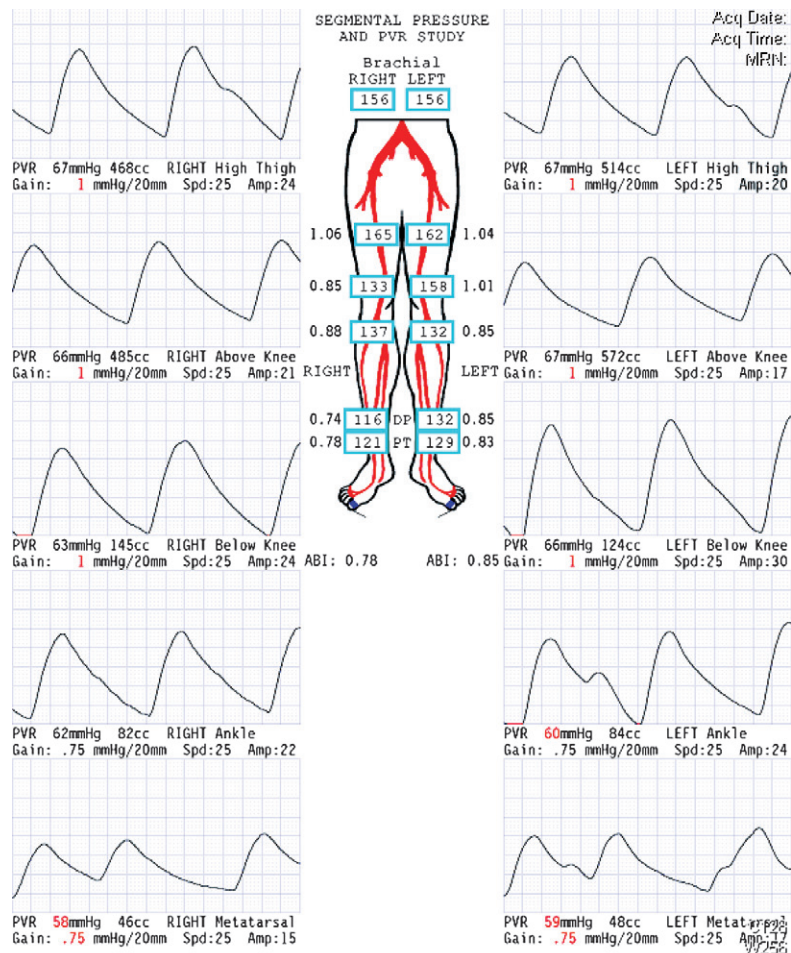 SEGMENTAL PRESSURE
AND PVR STUDY
Acq Date:
Acq Time:
MRN:
Brachial
RIGHT LEFT
156 156
PVR 67mmHg 468cc RIGHT High Thigh
Gain: 1 mmHg/20mm Spd:25 Amp:24
PVR 67mmHg 514cc LEFT High Thigh
Gain: 1 mmHg/20mm Spd:25 Amp:20
1.06 165 162 1.04
0.85 133 158 1.01
0.88 137 132 0.85
PVR 66mmHg 485cc RIGHT Above Knee
Gain: 1 mmHg/20mm Spd:25 Amp:21
PVR 67mmHg 572cc LEFT Above Knee
Gain: 1 mmHg/20mm Spd:25 Amp:17
RIGHT LEFT
0.74 116 DP 132 0.85
0.78 121 PT 129 0.83
PVR 63mmHg 145cc RIGHT Below Knee
Gain: 1 mmHg/20mm Spd:25 Amp:24
ABI: 0.78 ABI: 0.85
PVR 66mmHg 124cc LEFT Below Knee
Gain: 1 mmHg/20mm Spd:25 Amp:30
PVR 62mmHg 82cc RIGHT Ankle
Gain: .75 mmHg/20mm Spd:25 Amp:22
PVR 60mmHg 84cc LEFT Ankle
Gain: .75 mmHg/20mm Spd:25 Amp:24
PVR 58mmHg 46cc RIGHT Metatarsal
Gain: .75 mmHg/20mm Spd:25 Amp:15
PVR 59mmHg 48cc LEFT Metatarsal
Gain: .75 mmHg/20mm Spd:25 Amp:17
W256